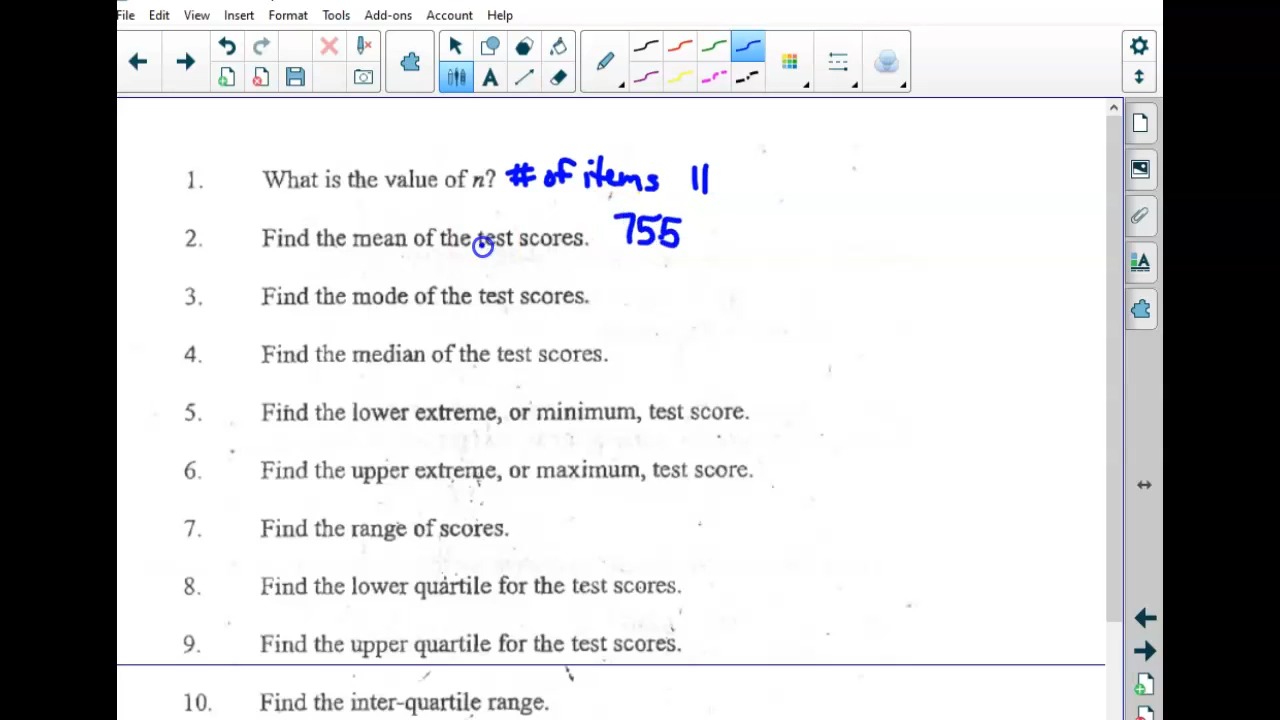 File Edit View Insert Format Tools Add-ons Account Help
1. What is the value of n? # of items 11
2. Find the mean of the test scores. 755
3. Find the mode of the test scores.
4. Find the median of the test scores.
5. Find the lower extreme, or minimum, test score.
6. Find the upper extreme, or maximum, test score.
7. Find the range of scores.
8. Find the lower quartile for the test scores.
9. Find the upper quartile for the test scores.
10. Find the inter-quartile range.